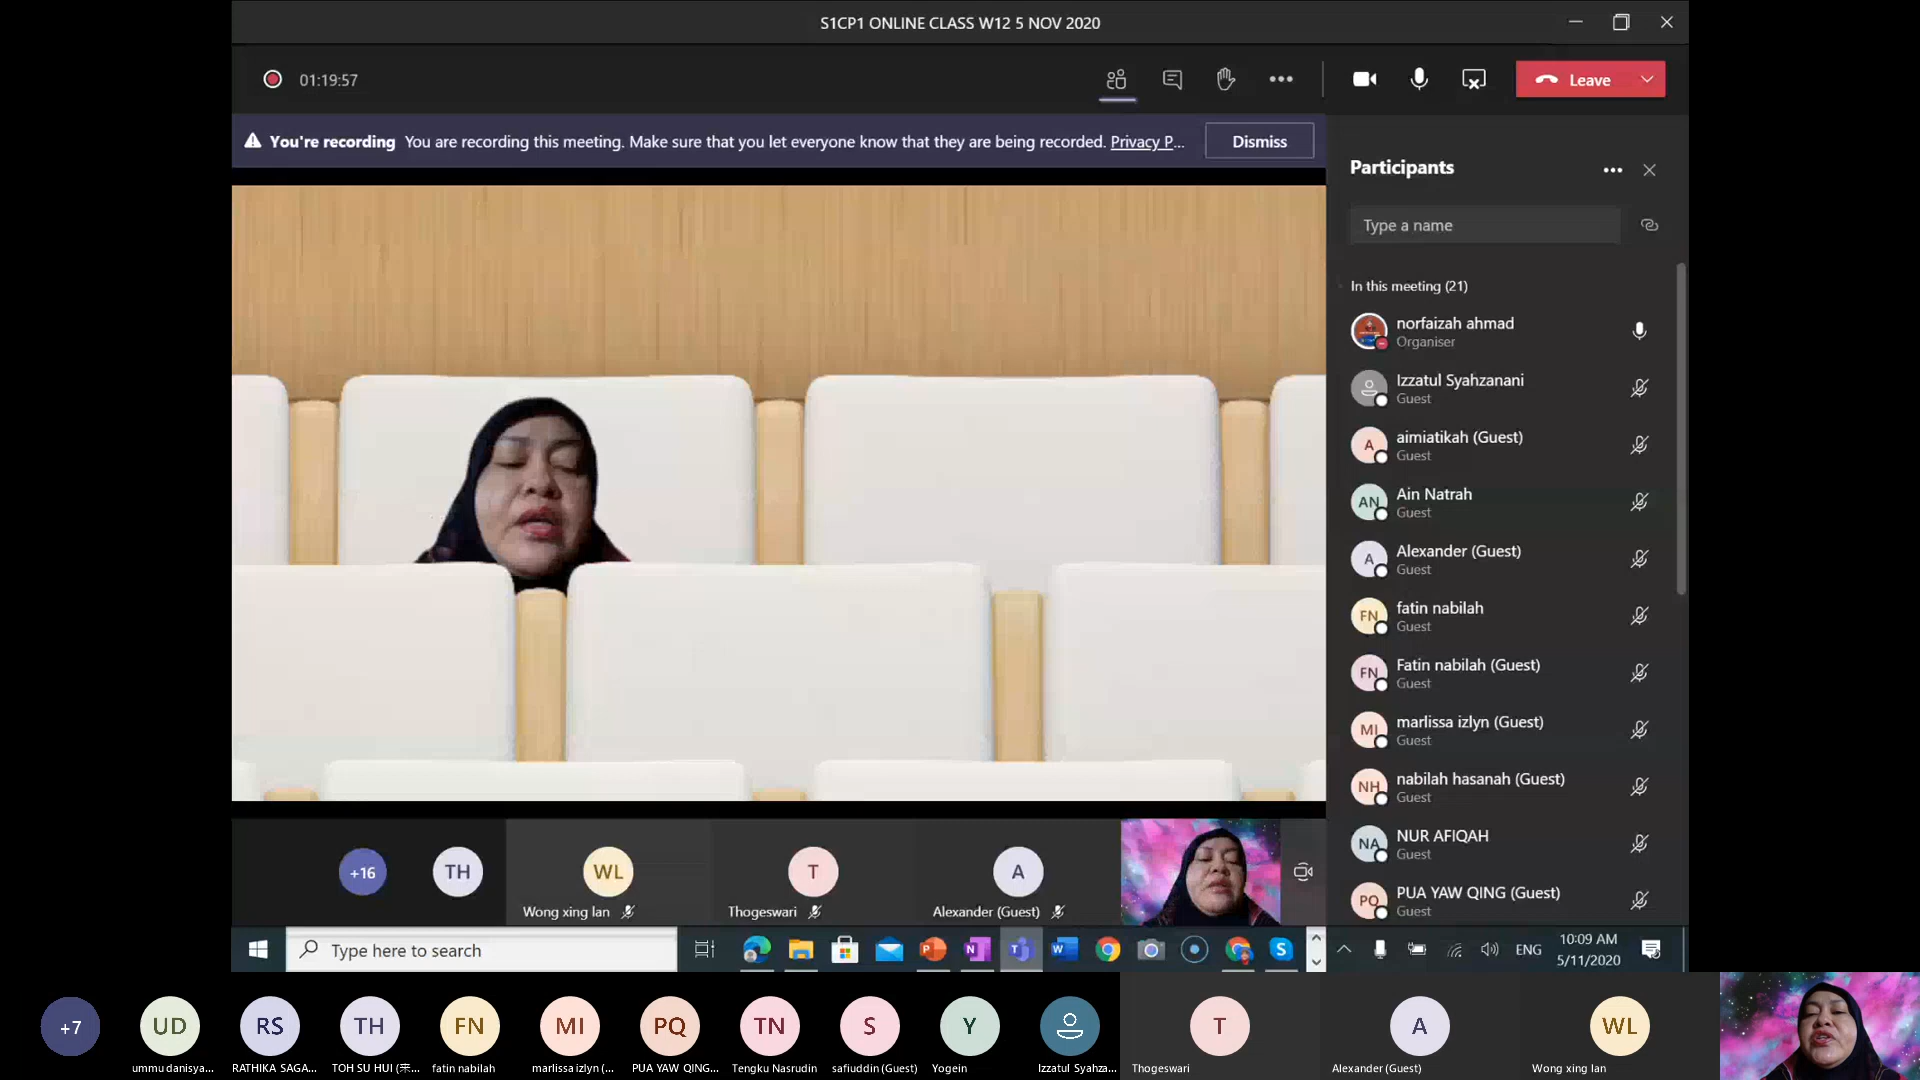 S1CP1 ONLINE CLASS W12 5 NOV 2020
01:19:57
Leave
You're recording You are recording this meeting. Make sure that you let everyone know that they are being recorded. Privacy P...
Dismiss
Participants
Type a name
In this meeting (21)
norfaizah ahmad
Organiser
Izzatul Syahzanani
Guest
A
aimiatikah (Guest)
Guest
AN
Ain Natrah
Guest
A
Alexander (Guest)
Guest
FN
fatin nabilah
Guest
FN
Fatin nabilah (Guest)
Guest
MI
marlissa izlyn (Guest)
Guest
NH
nabilah hasanah (Guest)
Guest
NA
NUR AFIQAH
Guest
PQ
PUA YAW QING (Guest)
Guest
+16
TH
WL
T
A
Wong xing lan
Thogeswari
Alexander (Guest)
Type here to search
ENG
10:09 AM
5/11/2020
+7
UD
RS
TH
FN
MI
PQ
TN
S
Y
T
A
WL
ummu danisya...
RATHIKA SAGA...
TOH SU HUI (...
fatin nabilah
marlissa izlyn (...
PUA YAW QING...
Tengku Nasrudin
safiuddin (Guest)
Yogein
Izzatul Syahza...
Thogeswari
Alexander (Guest)
Wong xing lan